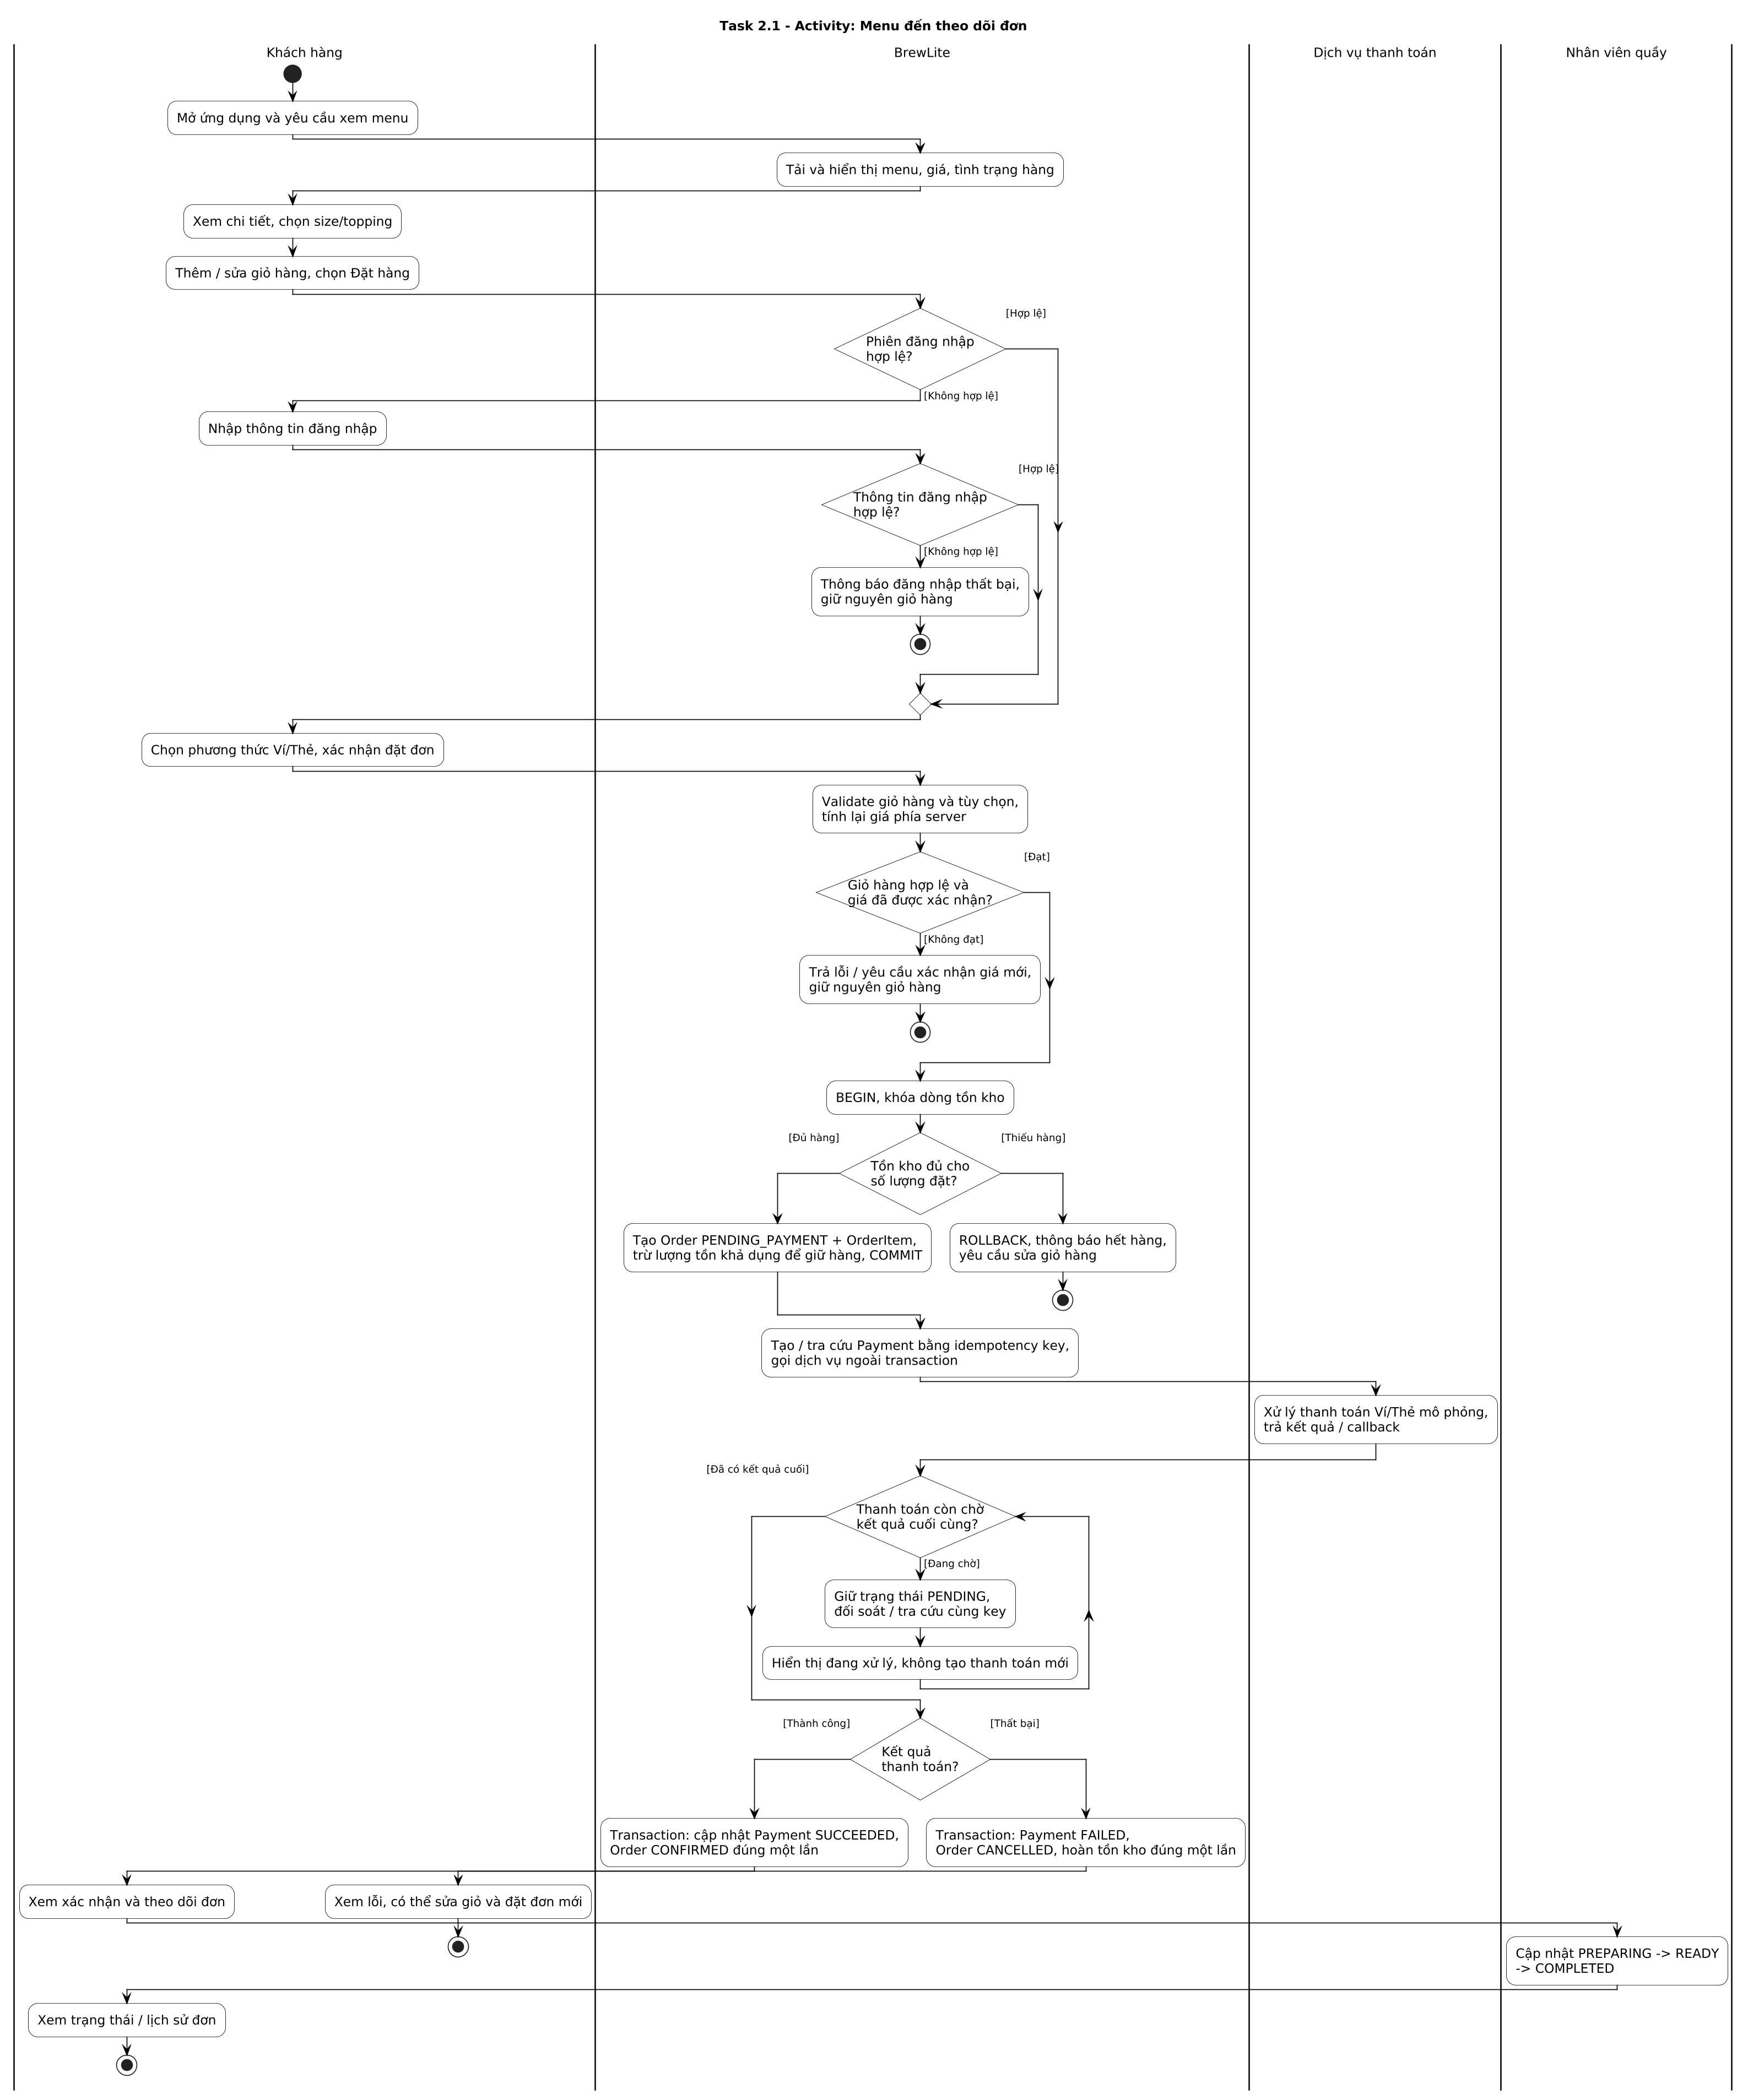 Task 2.1 - Activity: Menu đến theo dõi đơn
Khách hàng
BrewLite
Dịch vụ thanh toán
Nhân viên quầy
Mở ứng dụng và yêu cầu xem menu
Tải và hiển thị menu, giá, tình trạng hàng
Xem chi tiết, chọn size/topping
Thêm / sửa giỏ hàng, chọn Đặt hàng
[Hợp lệ]
Phiên đăng nhập
hợp lệ?
[Không hợp lệ]
Nhập thông tin đăng nhập
[Hợp lệ]
Thông tin đăng nhập
hợp lệ?
[Không hợp lệ]
Thông báo đăng nhập thất bại,
giữ nguyên giỏ hàng
Chọn phương thức Ví/Thẻ, xác nhận đặt đơn
Validate giỏ hàng và tùy chọn,
tính lại giá phía server
[Đạt]
Giỏ hàng hợp lệ và
giá đã được xác nhận?
[Không đạt]
Trả lỗi / yêu cầu xác nhận giá mới,
giữ nguyên giỏ hàng
BEGIN, khóa dòng tồn kho
[Đủ hàng]
[Thiếu hàng]
Tồn kho đủ cho
số lượng đặt?
Tạo Order PENDING_PAYMENT + OrderItem,
trừ lượng tồn khả dụng để giữ hàng, COMMIT
ROLLBACK, thông báo hết hàng,
yêu cầu sửa giỏ hàng
Tạo / tra cứu Payment bằng idempotency key,
gọi dịch vụ ngoài transaction
Xử lý thanh toán Ví/Thẻ mô phỏng,
trả kết quả / callback
[Đã có kết quả cuối]
Thanh toán còn chờ
kết quả cuối cùng?
[Đang chờ]
Giữ trạng thái PENDING,
đối soát / tra cứu cùng key
Hiển thị đang xử lý, không tạo thanh toán mới
[Thành công]
[Thất bại]
Kết quả
thanh toán?
Transaction: cập nhật Payment SUCCEEDED,
Order CONFIRMED đúng một lần
Transaction: Payment FAILED,
Order CANCELLED, hoàn tồn kho đúng một lần
Xem xác nhận và theo dõi đơn
Xem lỗi, có thể sửa giỏ và đặt đơn mới
Cập nhật PREPARING -> READY
-> COMPLETED
Xem trạng thái / lịch sử đơn